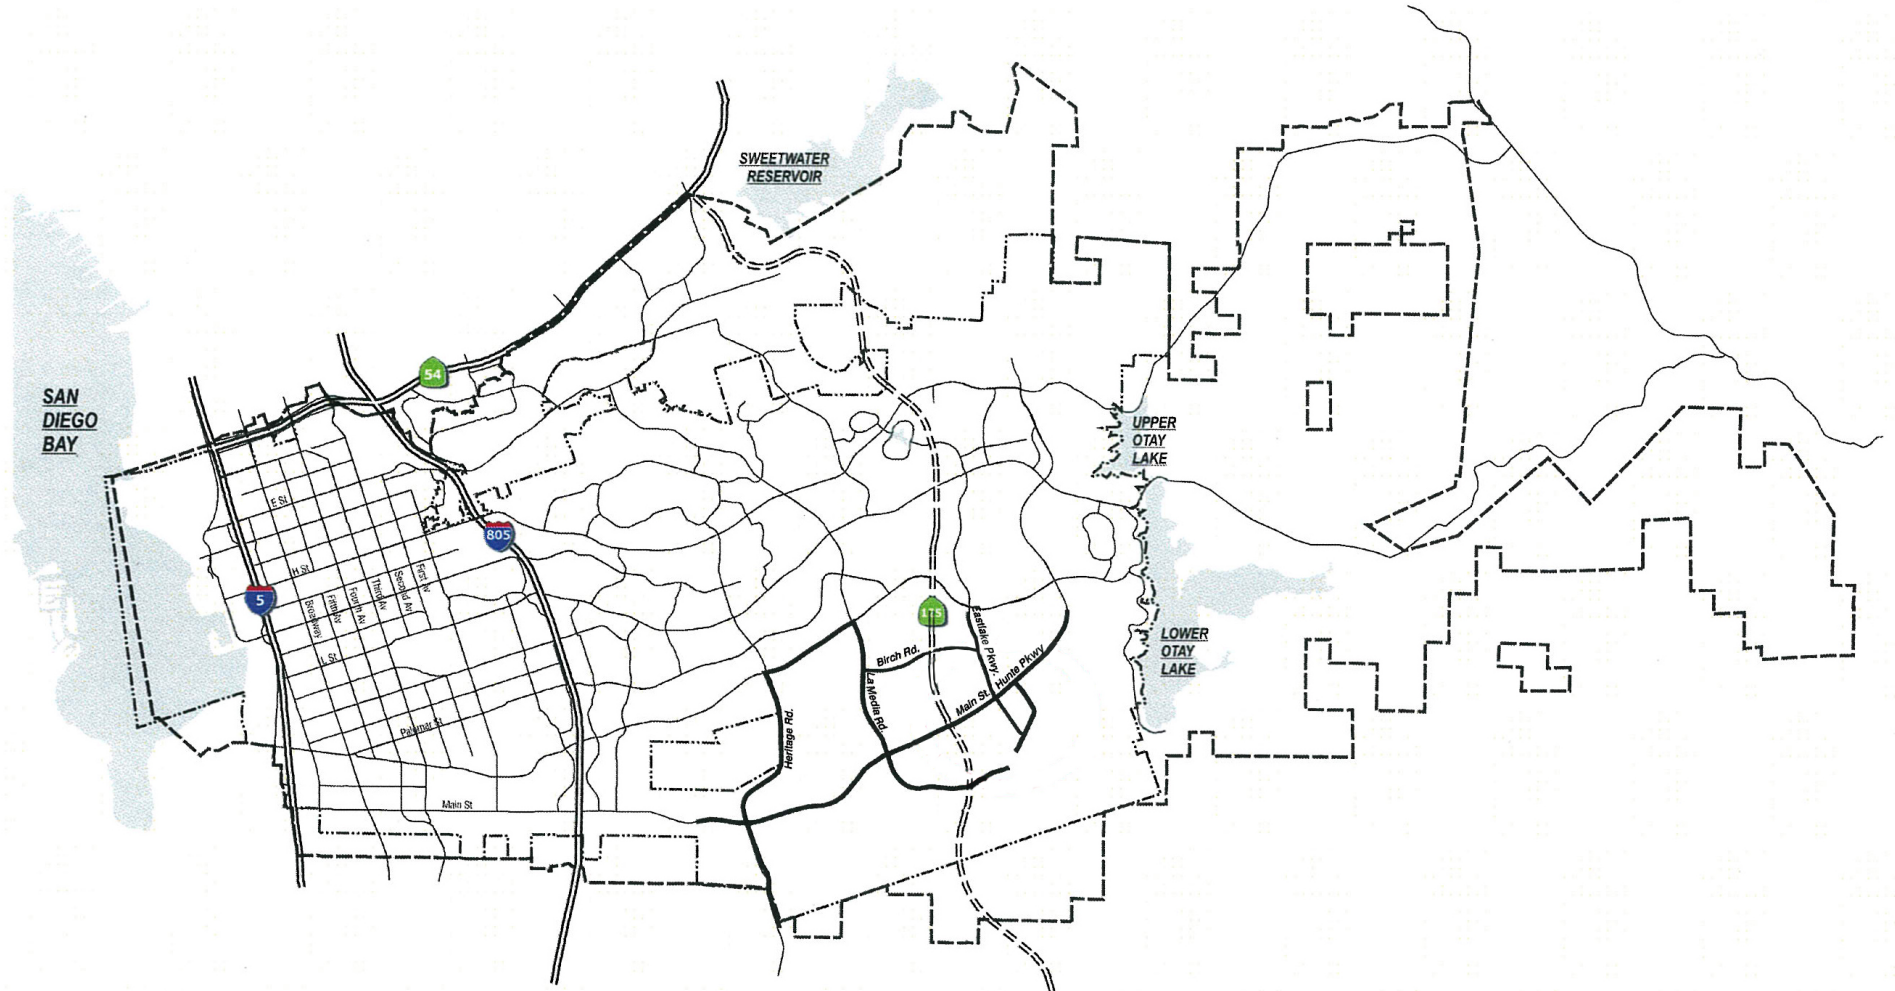 SWEETWATER
RESERVOIR
54
SAN
DIEGO
BAY
UPPER
OTAY
LAKE
E St
805
H St
First Av
Second Av
Third Av
Fourth Av
Fifth Av
Broadway
5
Eastlake Pkwy.
Birch Rd.
Hunte Pkwy
LOWER
OTAY
LAKE
L St
La Media Rd.
Main St.
Heritage Rd.
Palomar St
Main St